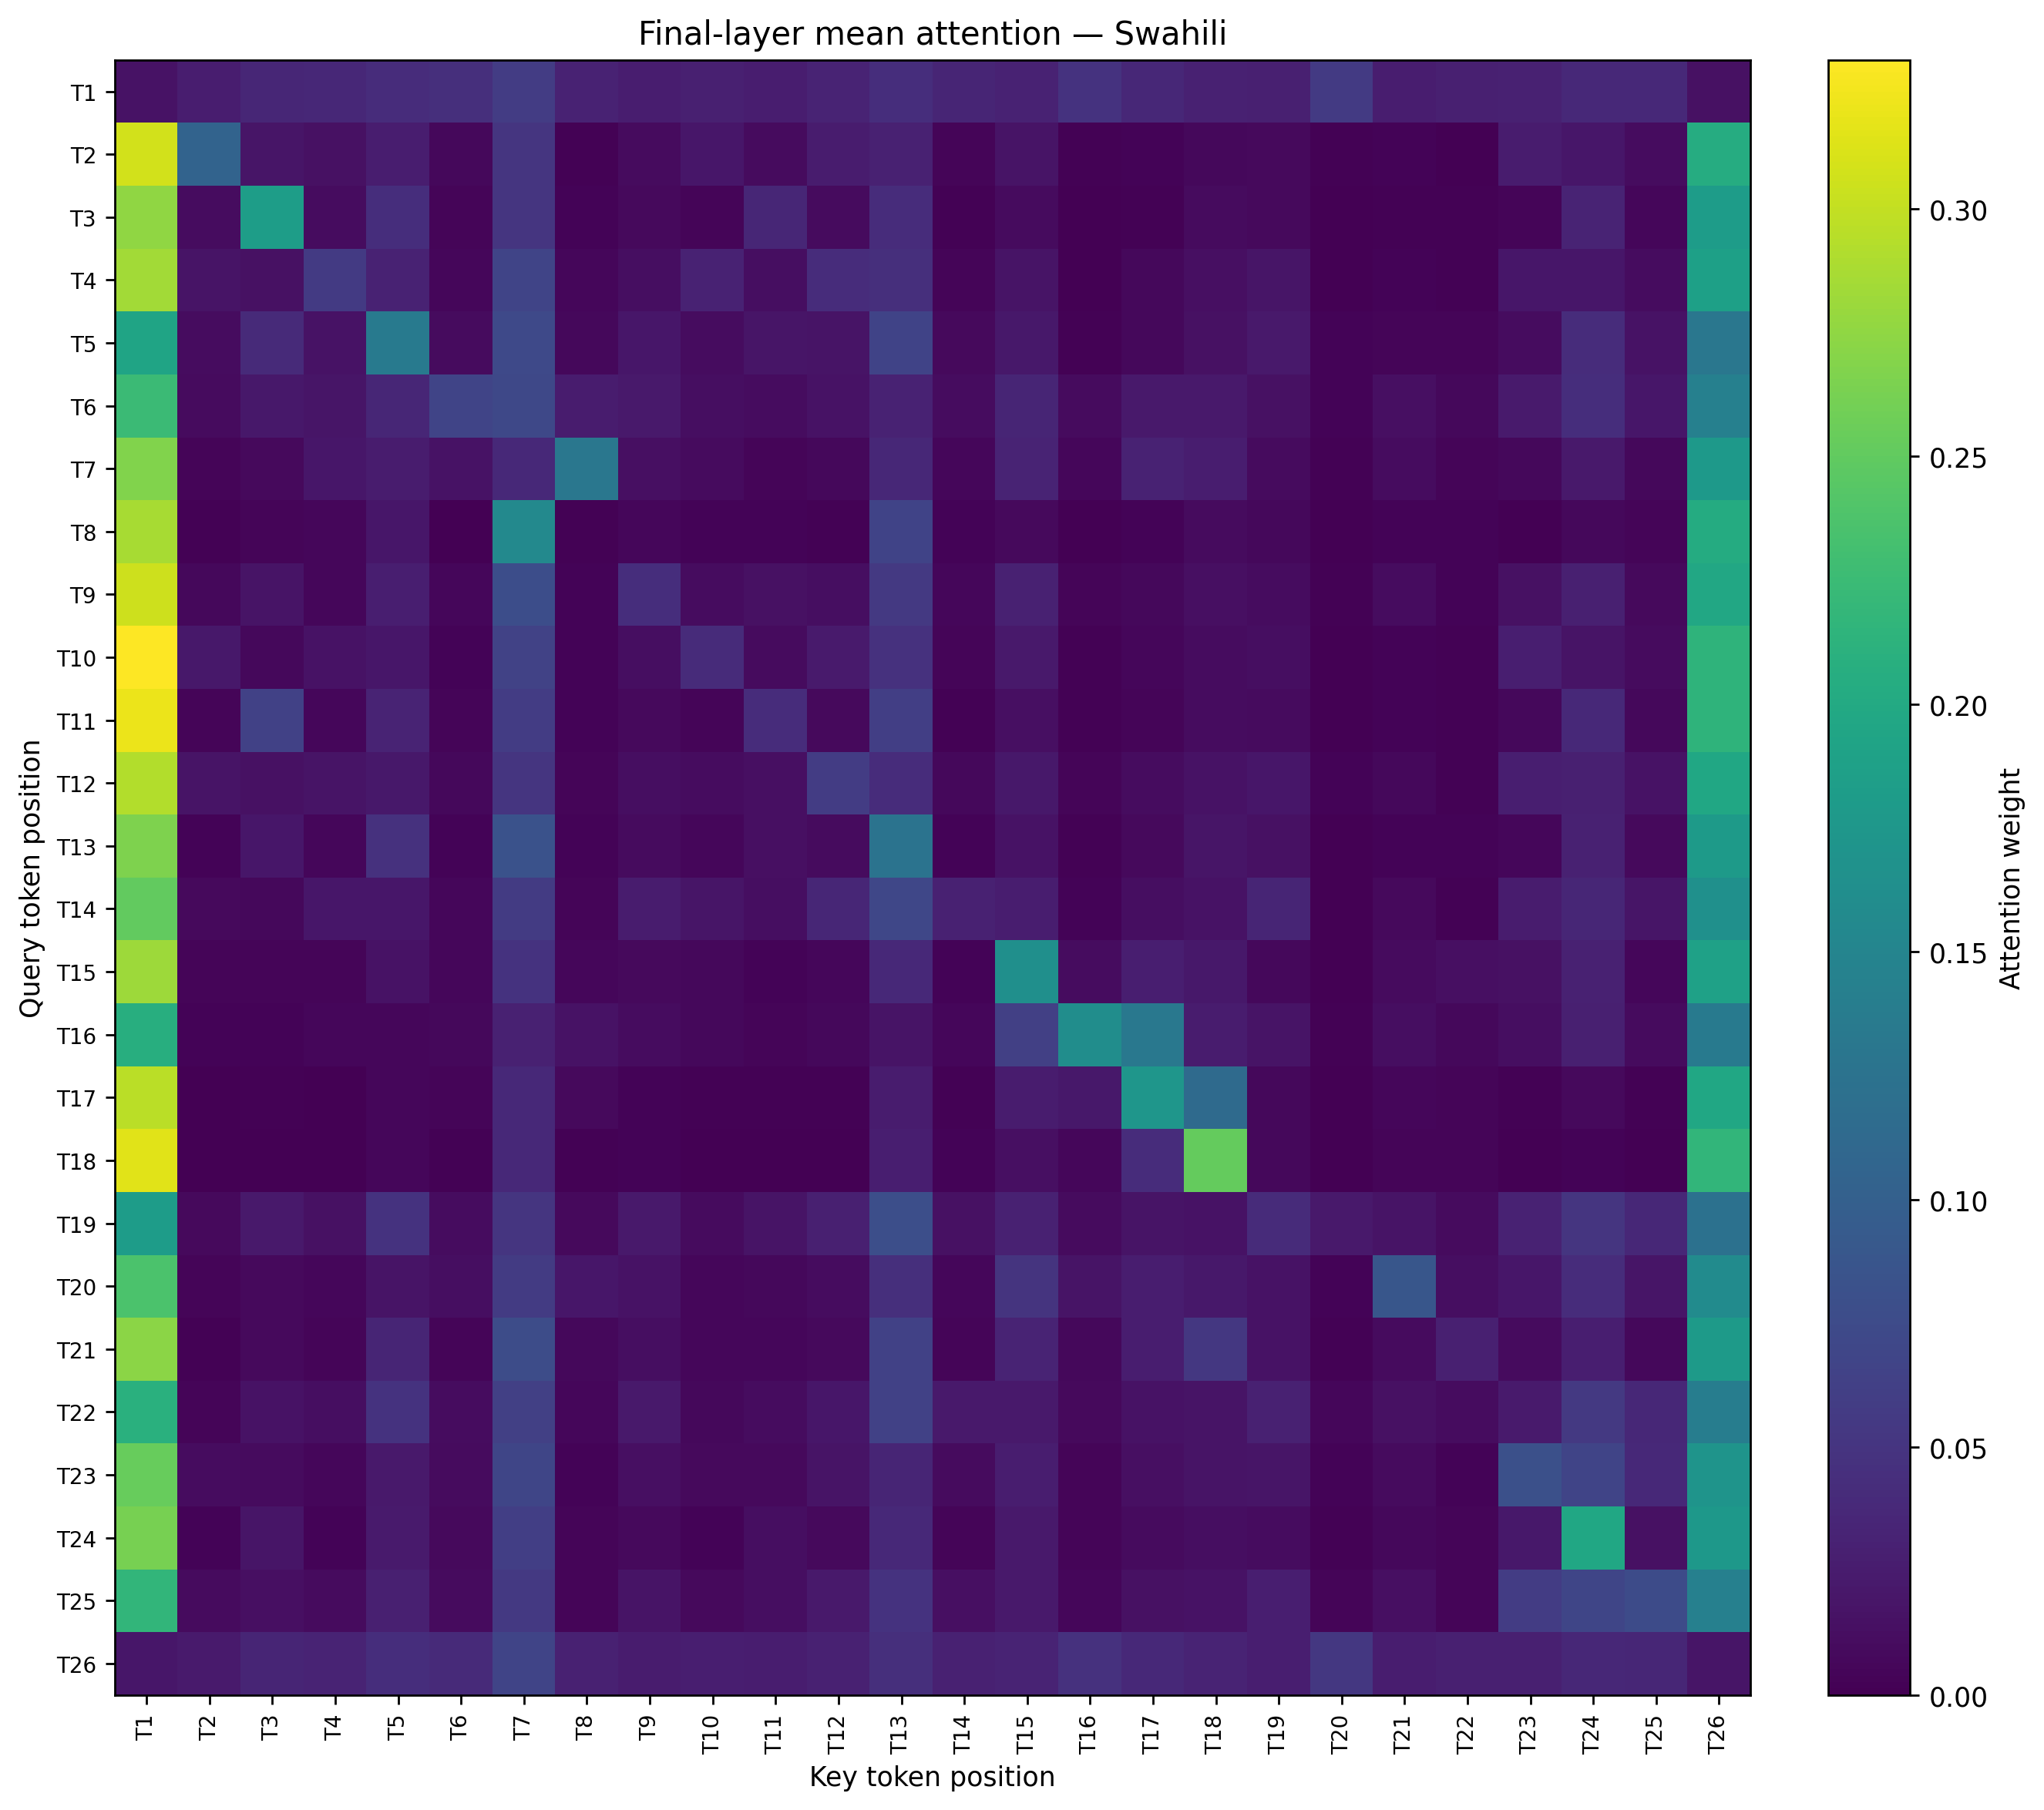 Final-layer mean attention — Swahili
Query token position
T1
T2
T3
T4
T5
T6
T7
T8
T9
T10
T11
T12
T13
T14
T15
T16
T17
T18
T19
T20
T21
T22
T23
T24
T25
T26
T1 T2 T3 T4 T5 T6 T7 T8 T9 T10 T11 T12 T13 T14 T15 T16 T17 T18 T19 T20 T21 T22 T23 T24 T25 T26
Key token position
0.30
0.25
0.20
0.15
0.10
0.05
0.00
Attention weight